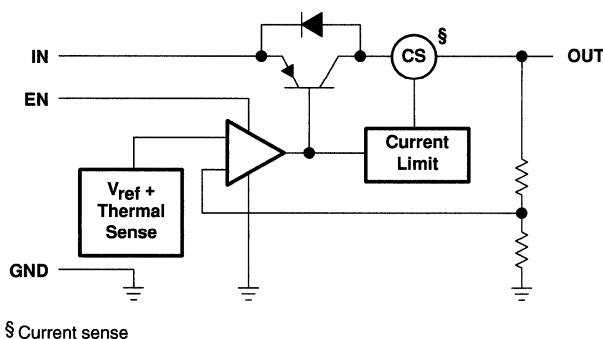 §
IN
CS
OUT
EN
Current
Limit
Vref +
Thermal
Sense
GND
§ Current sense